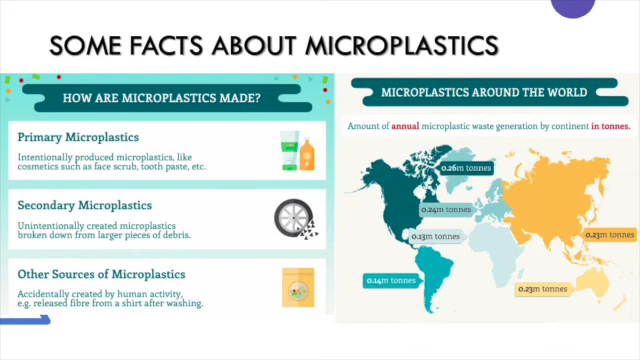 SOME FACTS ABOUT MICROPLASTICS
HOW ARE MICROPLASTICS MADE?
Primary Microplastics
Intentionally produced microplastics, like
cosmetics such as face scrub, tooth paste, etc.
Secondary Microplastics
Unintentionally created microplastics
broken down from larger pieces of debris.
Other Sources of Microplastics
Accidentally created by human activity,
e.g. released fibre from a shirt after washing.
MICROPLASTICS AROUND THE WORLD
Amount of annual microplastic waste generation by continent in tonnes.
0.26m tonnes
0.24m tonnes
0.13m tonnes
0.23m tonnes
0.14m tonnes
0.23m tonnes